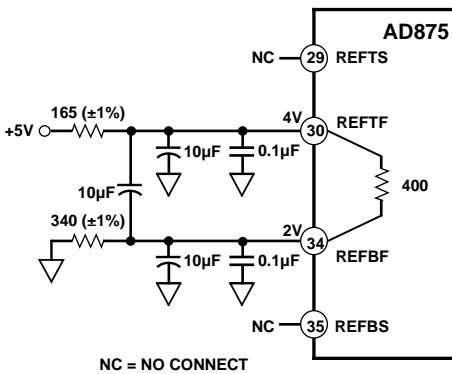 AD875
NC
29
REFTS
165 (±1%)
+5V
4V
30
REFTF
10µF
0.1µF
400
10µF
340 (±1%)
2V
34
REFBF
10µF
0.1µF
NC
35
REFBS
NC = NO CONNECT